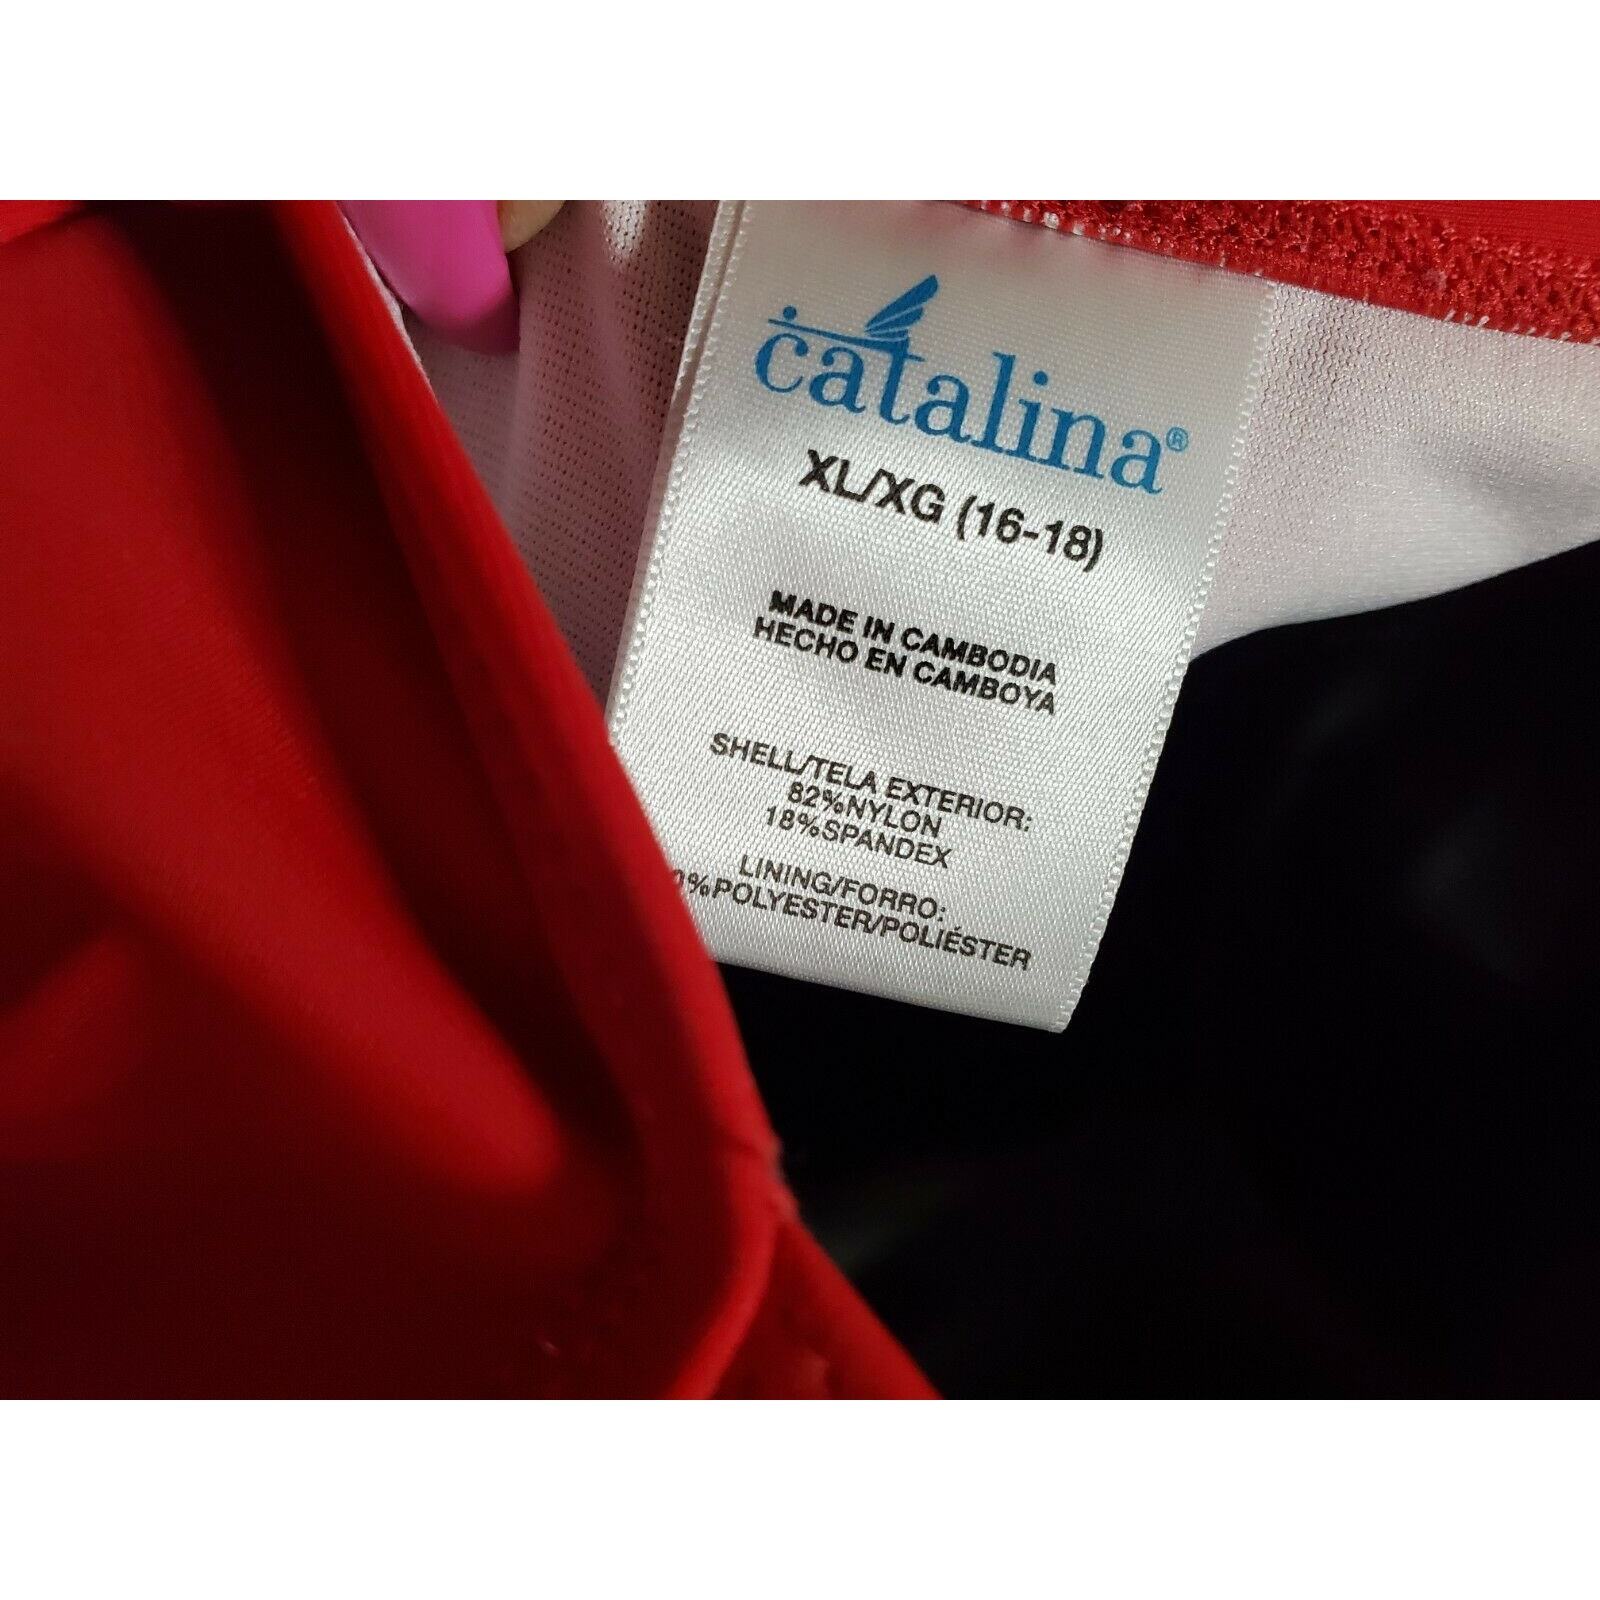 catalina®
XL/XG (16-18)
MADE IN CAMBODIA
HECHO EN CAMBOYA
SHELL/TELA EXTERIOR:
82%NYLON
18%SPANDEX
LINING/FORRO:
0%POLYESTER/POLIÉSTER